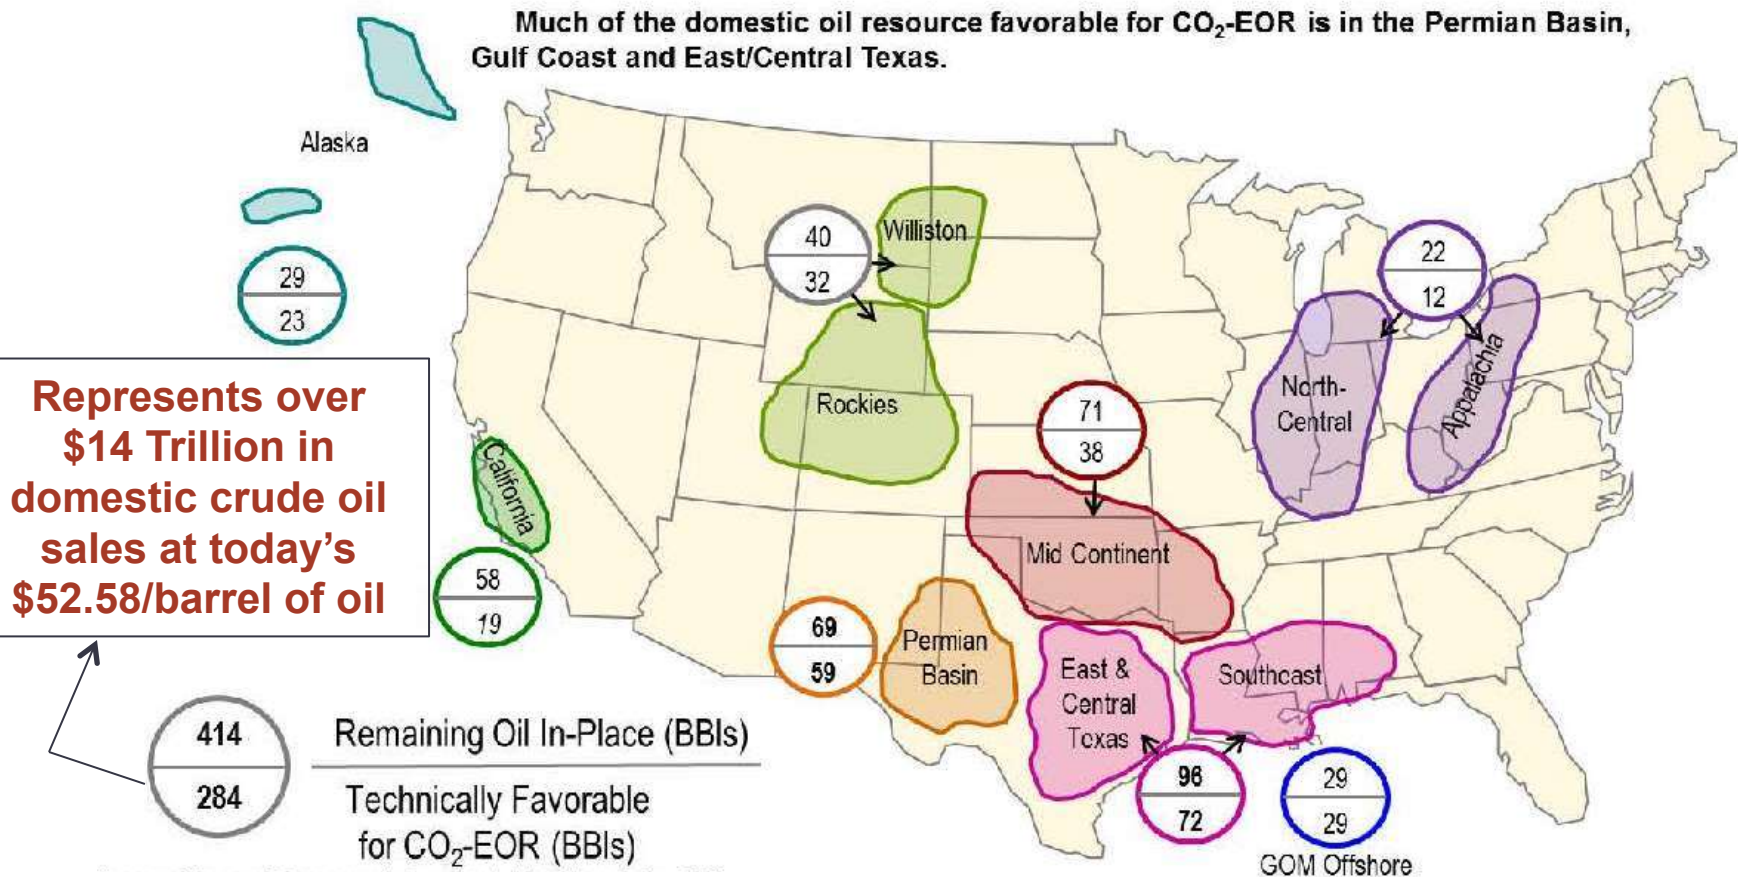 Much of the domestic oil resource favorable for CO₂-EOR is in the Permian Basin,
Gulf Coast and East/Central Texas.
Alaska
29
23
40
32
Williston
Rockies
22
12
North-
Central
Appalachia
71
38
Mid Continent
California
58
19
Represents over
$14 Trillion in
domestic crude oil
sales at today’s
$52.58/barrel of oil
69
59
Permian
Basin
East &
Central
Texas
Southeast
96
72
29
29
GOM Offshore
414
284
Remaining Oil In-Place (BBls)
Technically Favorable
for CO₂-EOR (BBls)